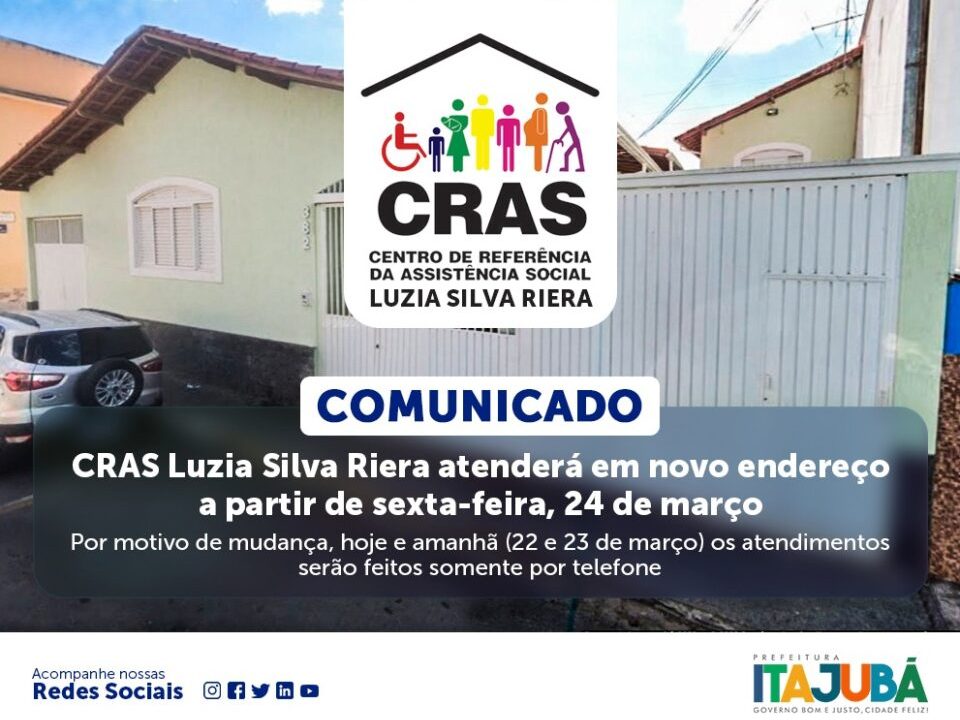 CRAS
CENTRO DE REFERÊNCIA
DA ASSISTÊNCIA SOCIAL
LUZIA SILVA RIERA
382
COMUNICADO
CRAS Luzia Silva Riera atenderá em novo endereço
a partir de sexta-feira, 24 de março
Por motivo de mudança, hoje e amanhã (22 e 23 de março) os atendimentos
serão feitos somente por telefone
Acompanhe nossas
Redes Sociais
PREFEITURA
ITAJUBÁ
GOVERNO BOM E JUSTO, CIDADE FELIZ!